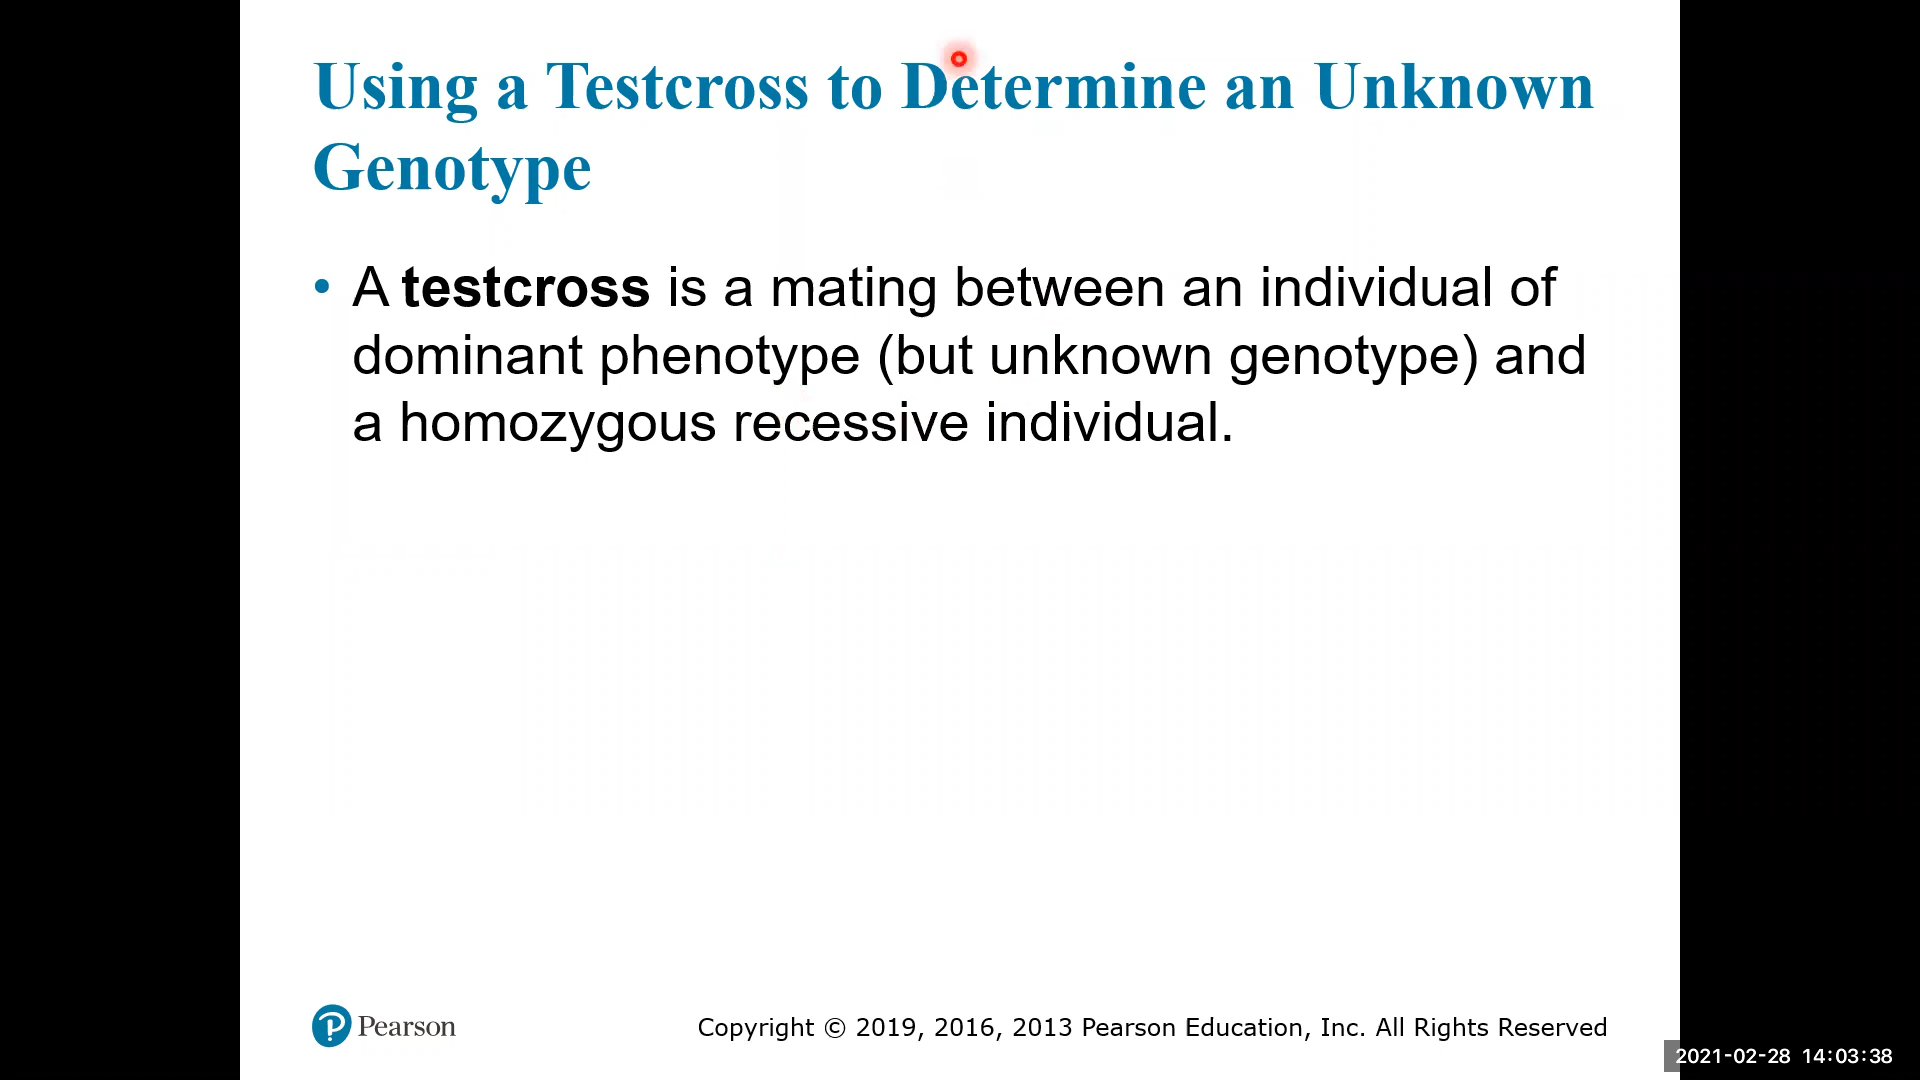 Using a Testcross to Determine an Unknown
Genotype
• A testcross is a mating between an individual of
dominant phenotype (but unknown genotype) and
a homozygous recessive individual.
Pearson
Copyright © 2019, 2016, 2013 Pearson Education, Inc. All Rights Reserved
2021-02-28 14:03:38